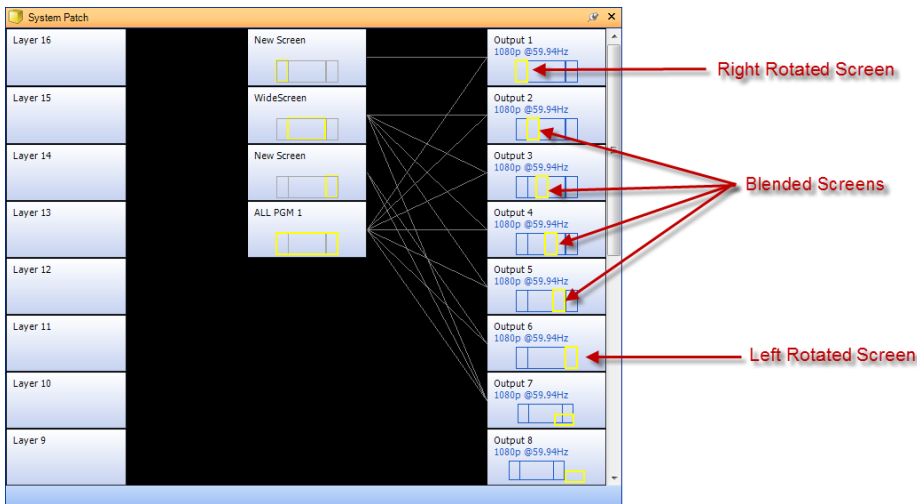 System Patch
Layer 16
New Screen
Output 1
1080p @59.94Hz
Right Rotated Screen
Layer 15
WideScreen
Output 2
1080p @59.94Hz
Layer 14
New Screen
Output 3
1080p @59.94Hz
Blended Screens
Layer 13
ALL PGM 1
Output 4
1080p @59.94Hz
Layer 12
Output 5
1080p @59.94Hz
Layer 11
Output 6
1080p @59.94Hz
Left Rotated Screen
Layer 10
Output 7
1080p @59.94Hz
Layer 9
Output 8
1080p @59.94Hz